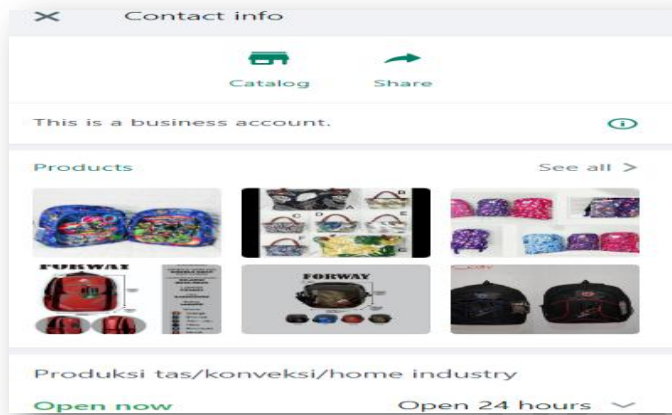 Contact info
Catalog
Share
This is a business account.
Products
See all >
A
B
C
D
E
F
G
FORWAY
FORWAY
Produksi tas/konveksi/home industry
Open now
Open 24 hours